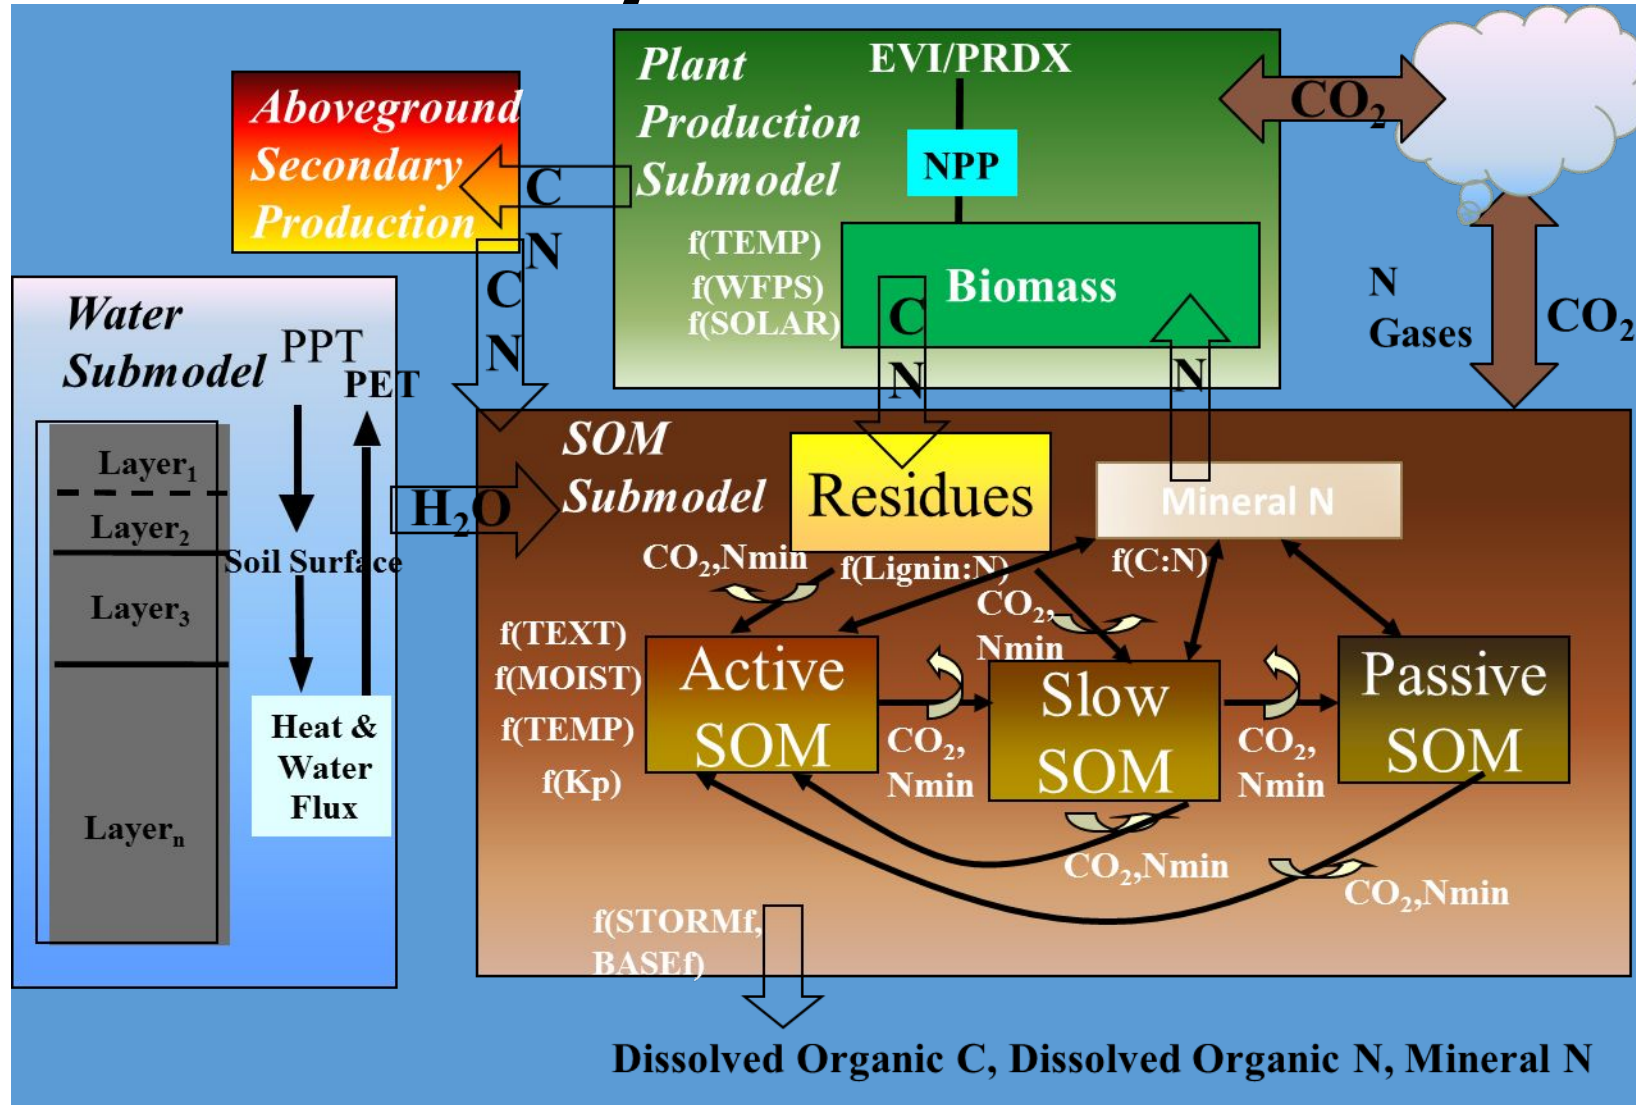 Plant
Production
Submodel
EVI/PRDX
NPP
f(TEMP)
f(WFPS)
f(SOLAR)
Biomass
C
N
N
CO₂
N
Gases
CO₂
Aboveground
Secondary
Production
C
N
C
N
Water
Submodel
PPT
PET
Layer₁
Layer₂
Layer₃
Layerₙ
Soil Surface
Heat &
Water
Flux
H₂O
SOM
Submodel
Residues
Mineral N
CO₂,Nmin
f(Lignin:N)
f(C:N)
CO₂,
Nmin
f(TEXT)
f(MOIST)
f(TEMP)
f(Kp)
Active
SOM
CO₂,
Nmin
Slow
SOM
CO₂,
Nmin
Passive
SOM
CO₂,Nmin
CO₂,Nmin
f(STORMf,
BASEf)
Dissolved Organic C, Dissolved Organic N, Mineral N